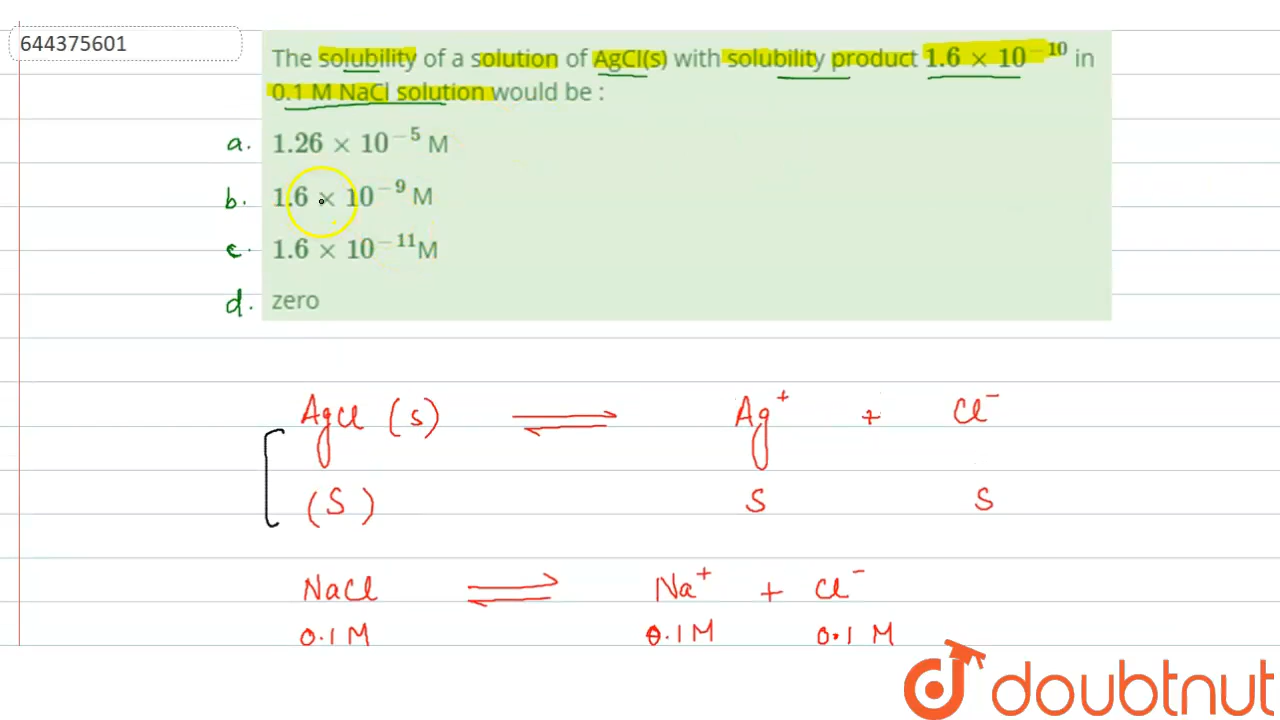 644375601
The solubility of a solution of AgCl(s) with solubility product 1.6 × 10⁻¹⁰ in
0.1 M NaCl solution would be :
a. 1.26 × 10⁻⁵ M
b. 1.6 × 10⁻⁹ M
c. 1.6 × 10⁻¹¹M
d. zero
AgCl (s) ⇌ Ag⁺ + Cl⁻
(S) S S
NaCl ⇌ Na⁺ + Cl⁻
0.1 M 0.1 M 0.1 M
doubtnut